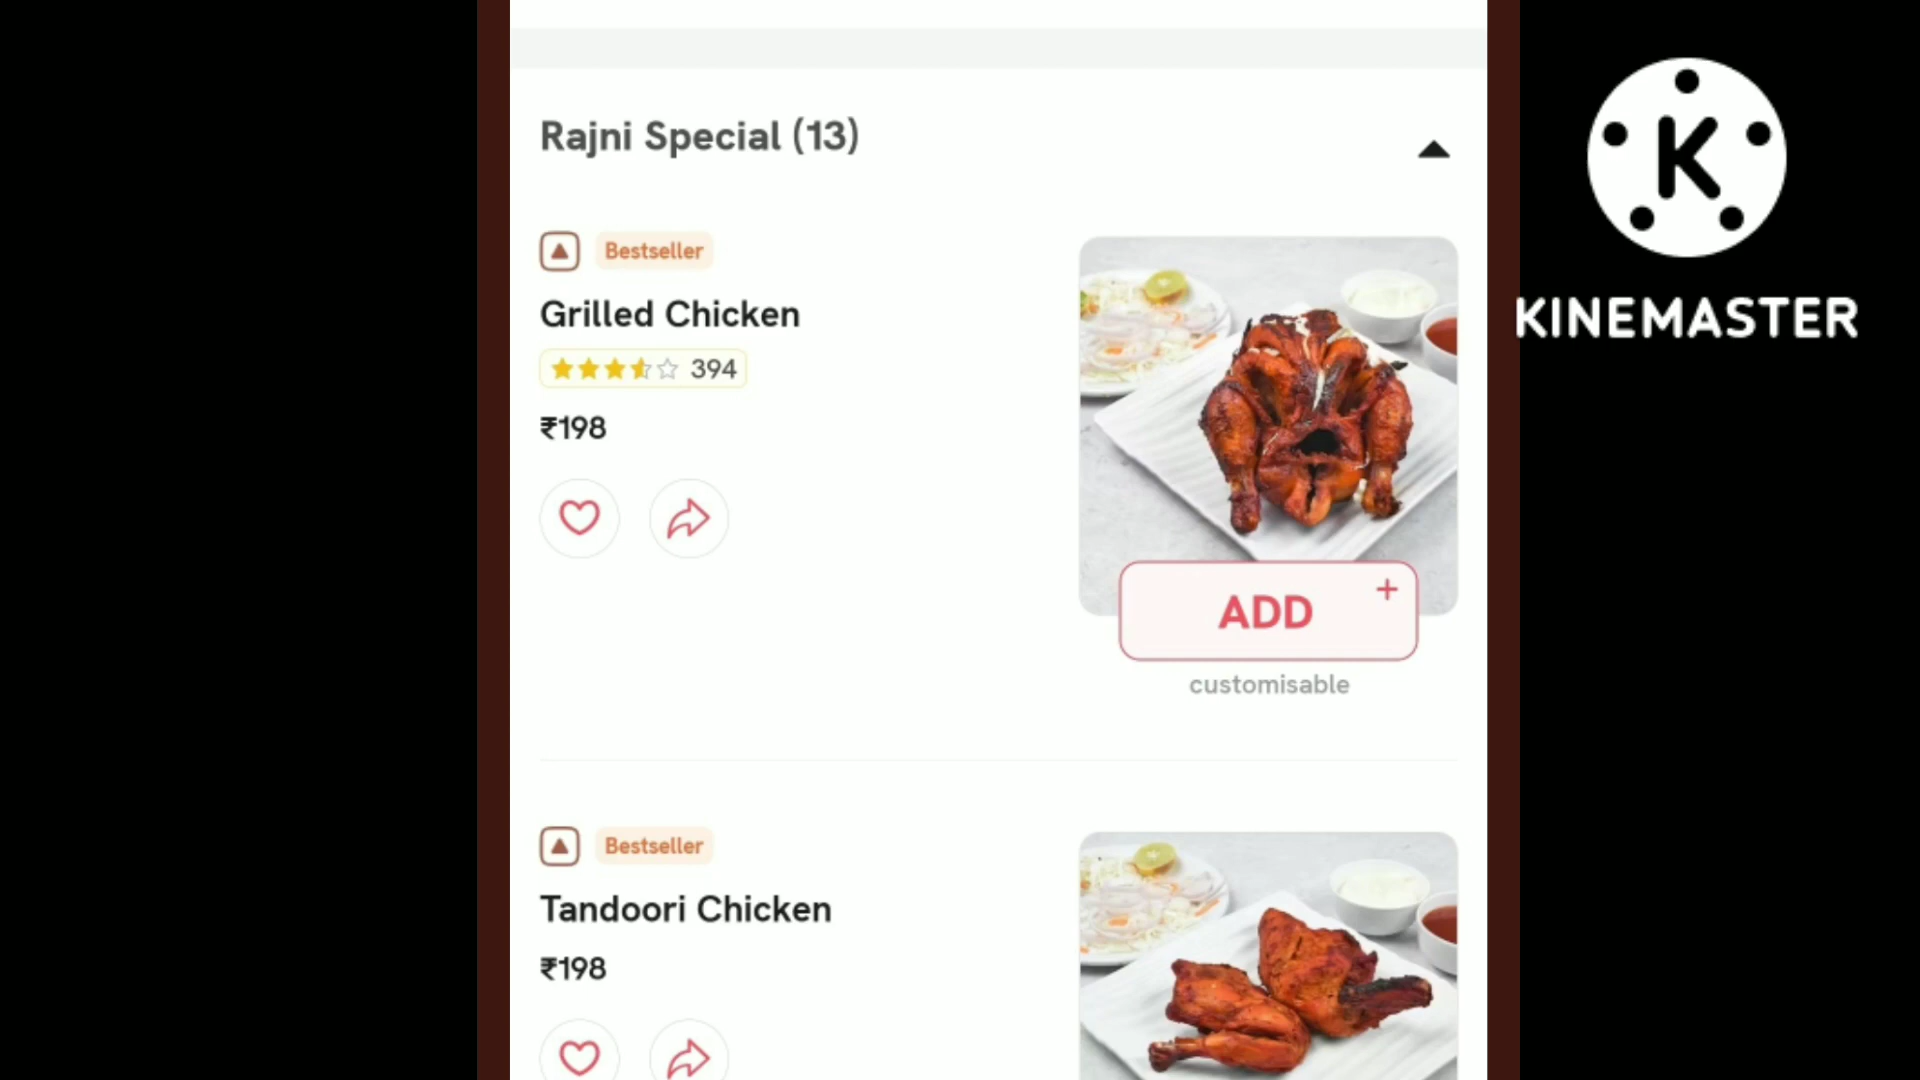 Rajni Special (13)
Bestseller
Grilled Chicken
394
₹198
ADD +
customisable
Bestseller
Tandoori Chicken
₹198
K
KINEMASTER